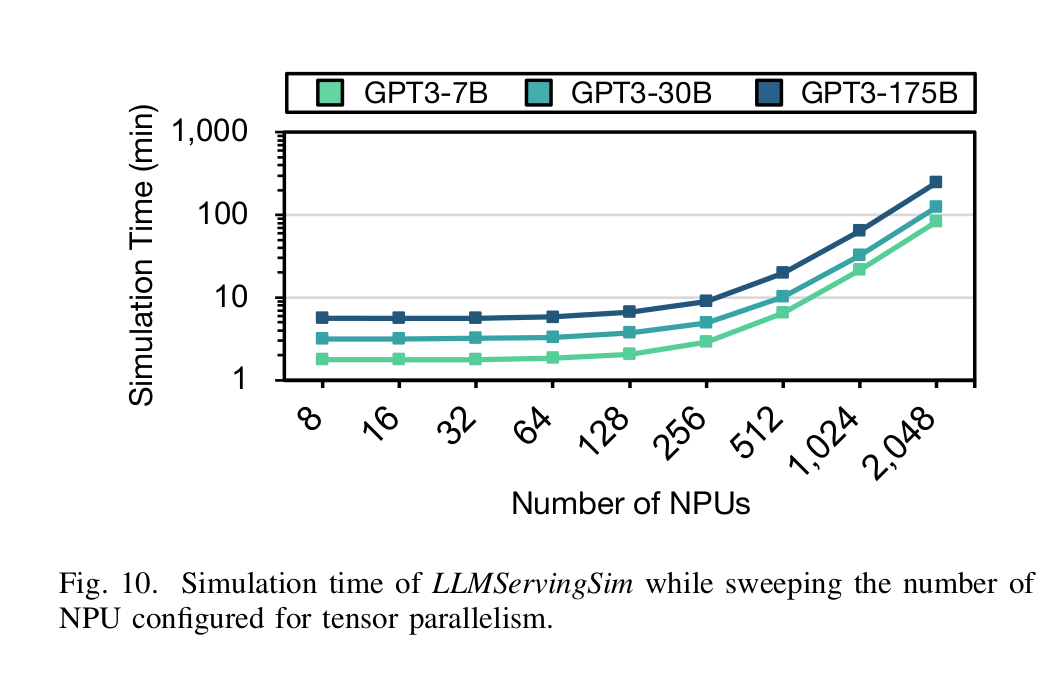 GPT3-7B GPT3-30B GPT3-175B
Simulation Time (min)
1,000
100
10
1
8 16 32 64 128 256 512 1,024 2,048
Number of NPUs
Fig. 10. Simulation time of LLMServingSim while sweeping the number of
NPU configured for tensor parallelism.